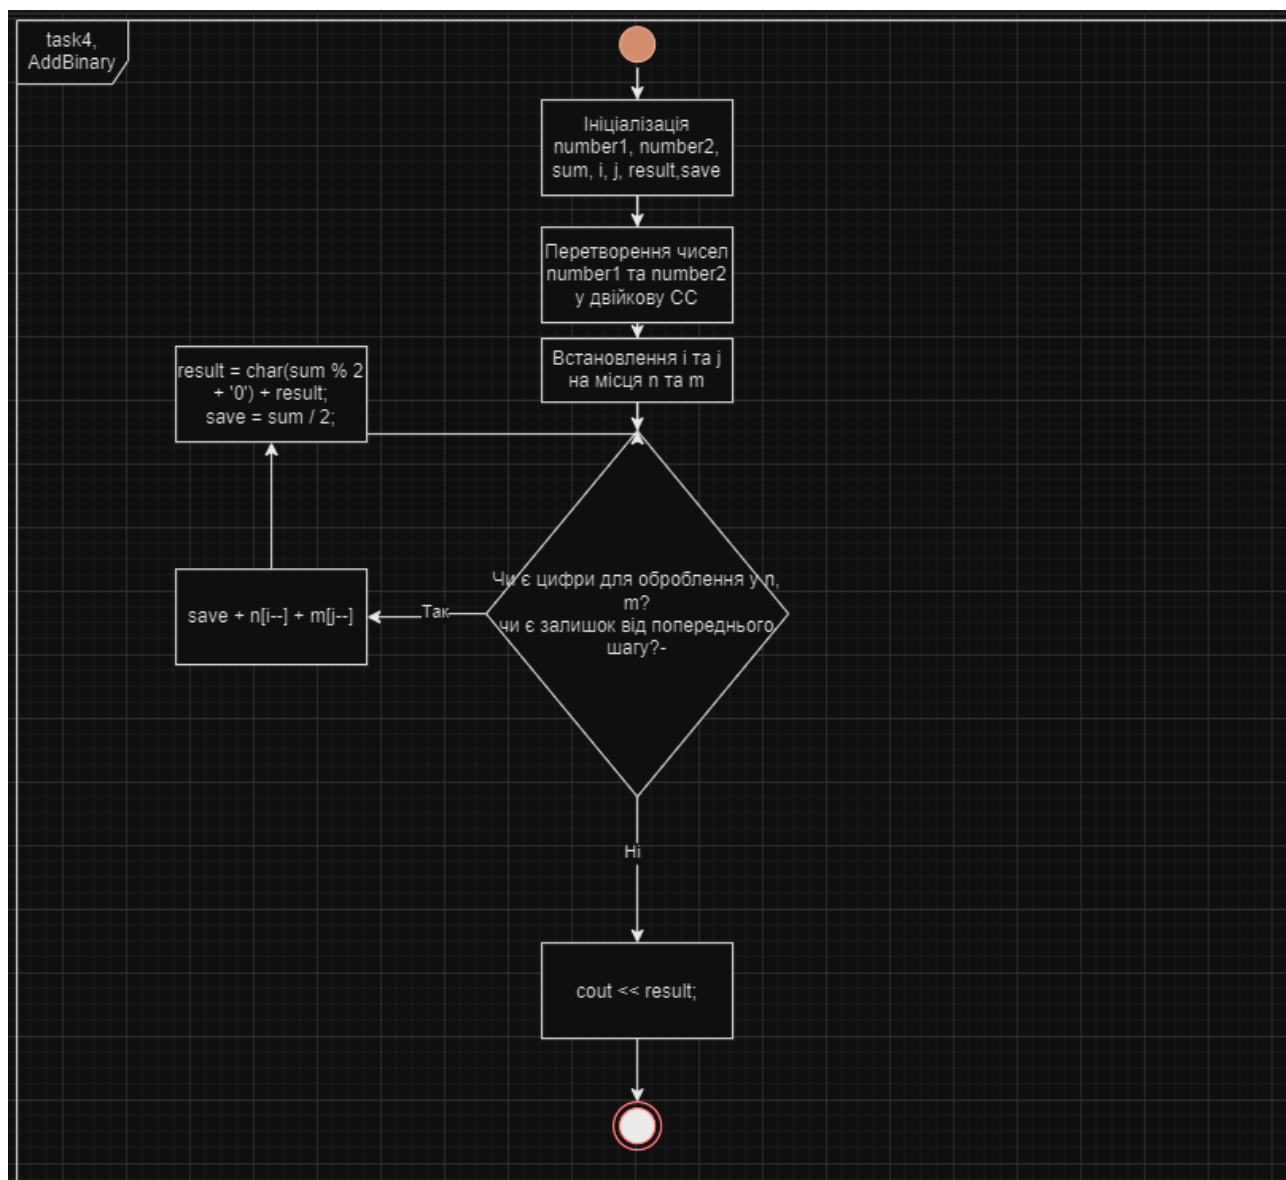 task4,
AddBinary
Ініціалізація
number1, number2,
sum, i, j, result,save
Перетворення чисел
number1 та number2
у двійкову СС
Встановлення i та j
на місця n та m
result = char(sum % 2
+ '0') + result;
save = sum / 2;
Чи є цифри для оброблення у n,
m?
чи є залишок від попереднього
шагу?-
Так
save + n[i--] + m[j--]
Ні
cout << result;